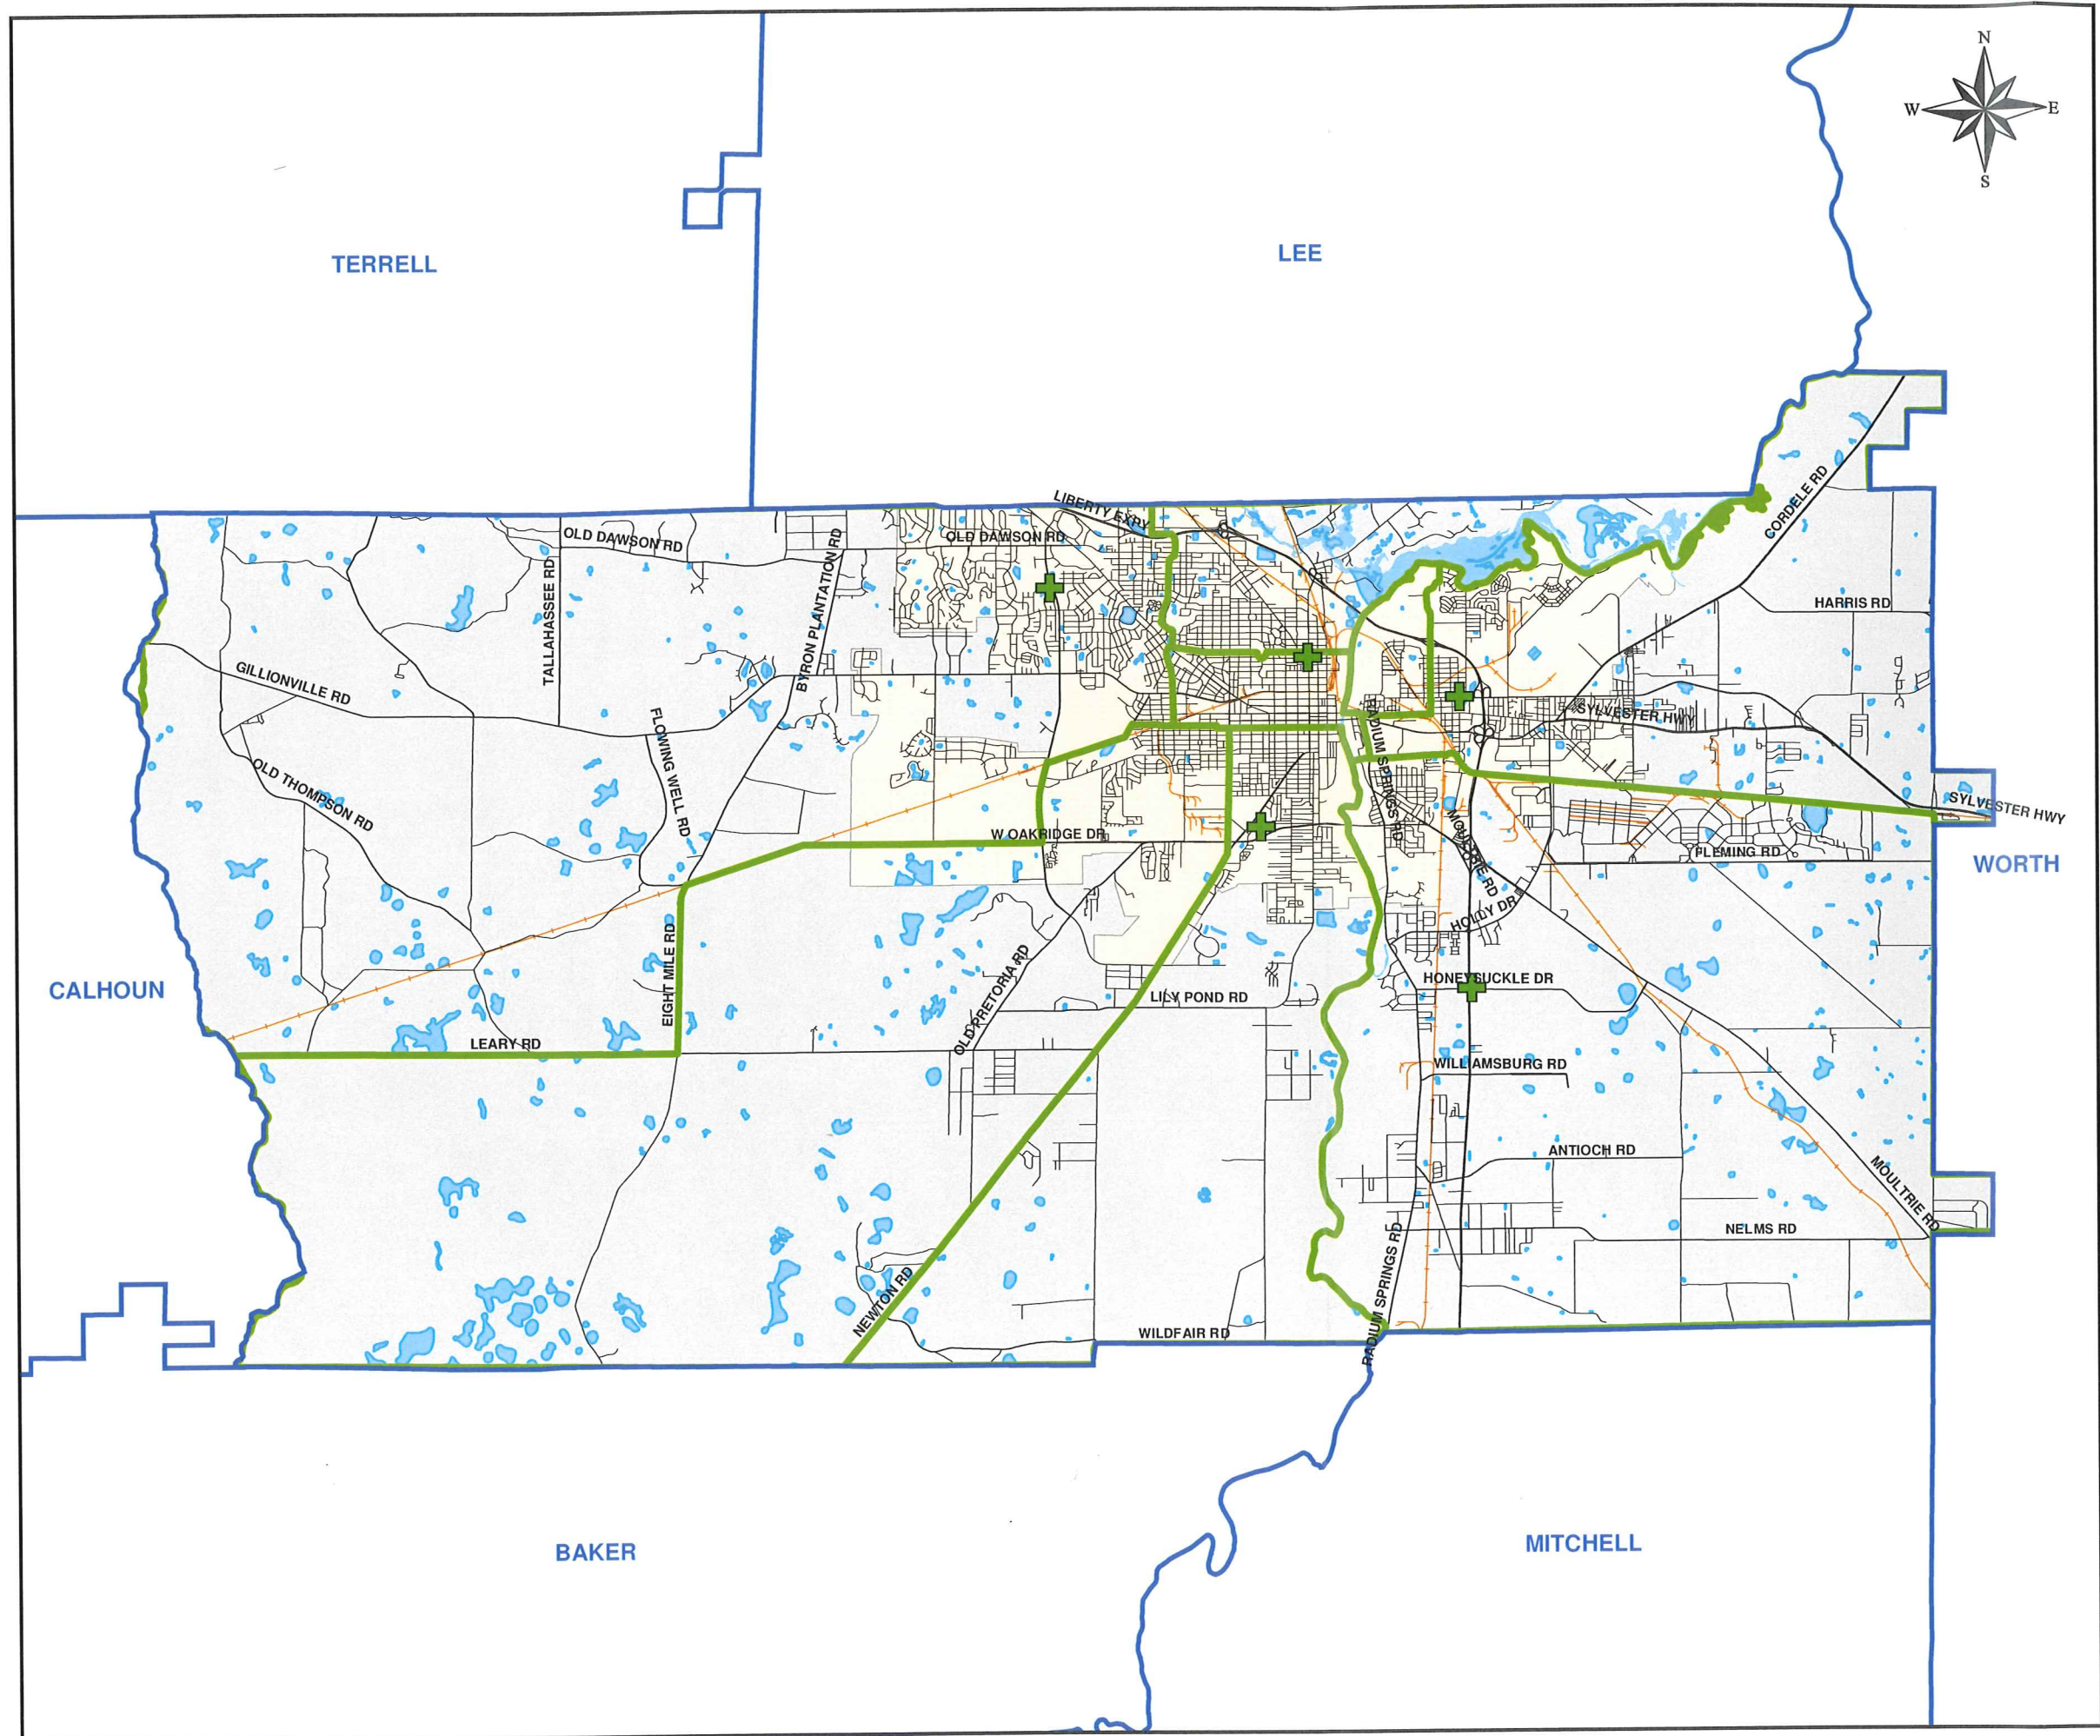 N
W
E
S
TERRELL
LEE
LIBERTY EXPY
OLD DAWSON RD
OLD DAWSON RD
CORDELE RD
TALLAHASSEE RD
BYRON PLANTATION RD
HARRIS RD
GILLIONVILLE RD
FLOWING WELL RD
SYLVESTER HWY
RADIUM SPRINGS RD
OLD THOMPSON RD
SYLVESTER HWY
W OAKRIDGE DR
MOULTRIE RD
FLEMING RD
WORTH
HOLLY DR
EIGHT MILE RD
OLD PRETORIA RD
HONEYSUCKLE DR
CALHOUN
LILY POND RD
LEARY RD
WILLIAMSBURG RD
ANTIOCH RD
MOULTRIE RD
NELMS RD
NEWTON RD
RADIUM SPRINGS RD
WILDFAIR RD
BAKER
MITCHELL